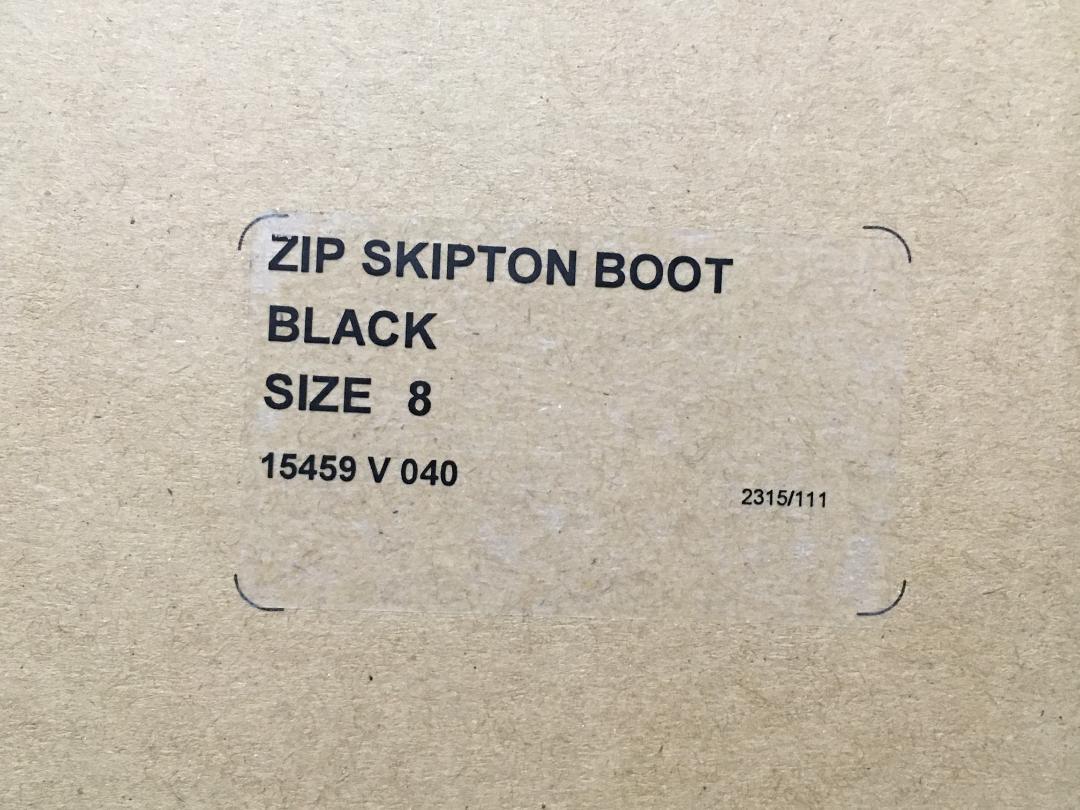 ZIP SKIPTON BOOT
BLACK
SIZE 8
15459 V 040
2315/111